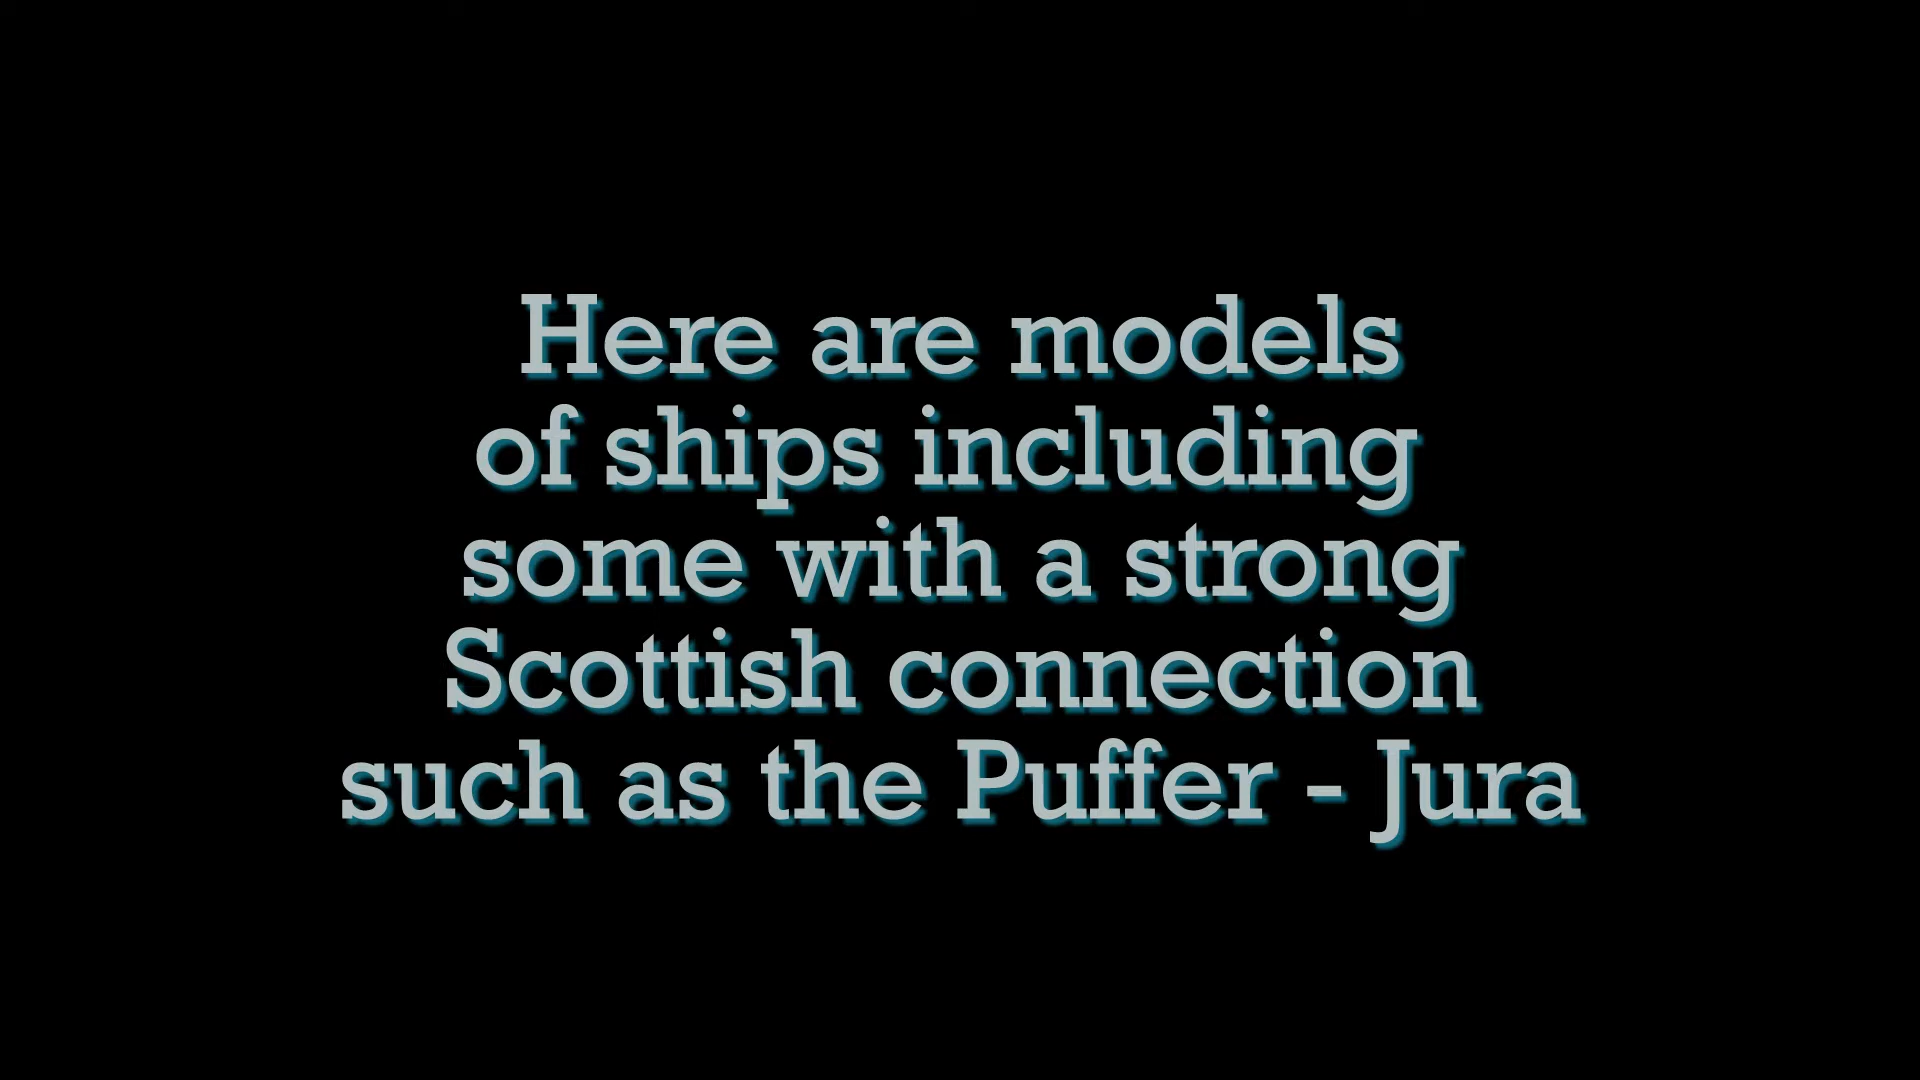 Here are models
of ships including
some with a strong
Scottish connection
such as the Puffer - Jura